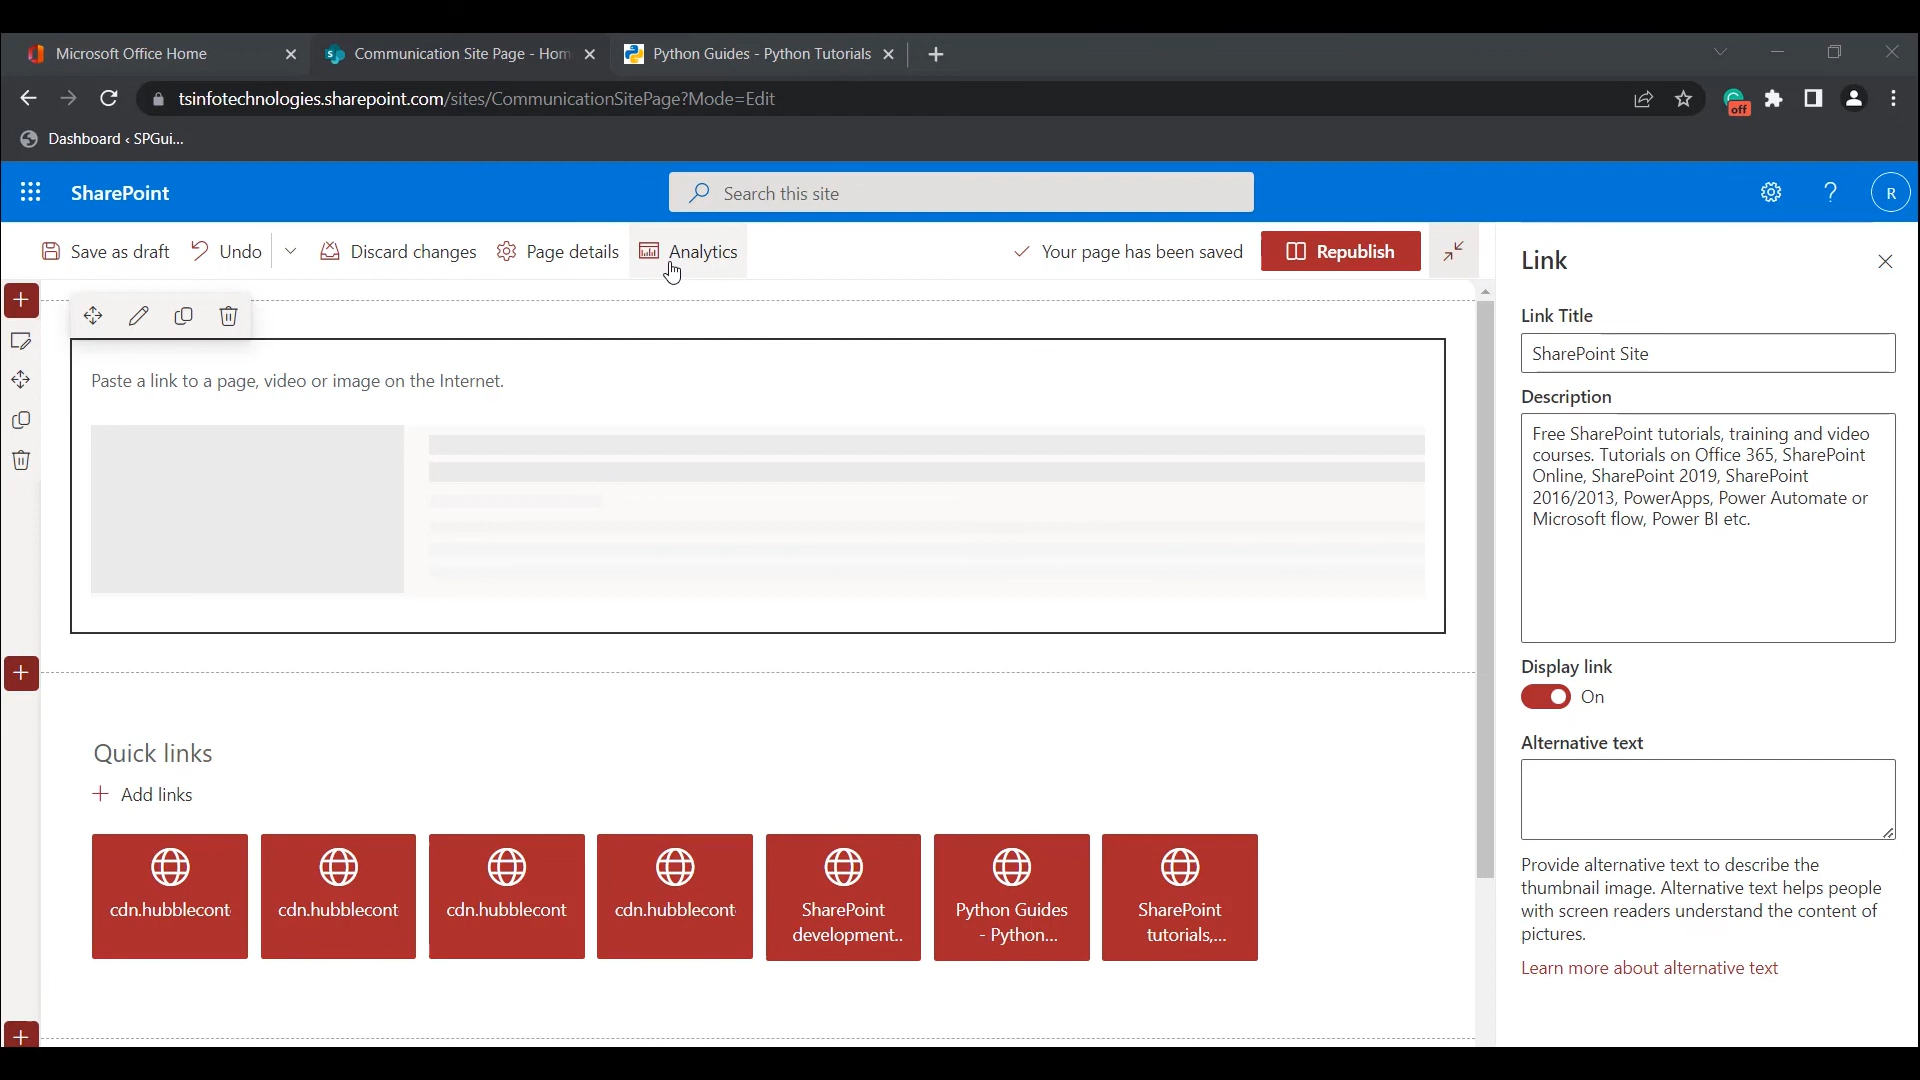 Microsoft Office Home
Communication Site Page - Hom
Python Guides - Python Tutorials
tsinfotechnologies.sharepoint.com/sites/CommunicationSitePage?Mode=Edit
off
Dashboard ‹ SPGui...
SharePoint
Search this site
R
Save as draft
Undo
Discard changes
Page details
Analytics
Your page has been saved
Republish
Paste a link to a page, video or image on the Internet.
Quick links
Add links
cdn.hubblecont
cdn.hubblecont
cdn.hubblecont
cdn.hubblecont
SharePoint
development..
Python Guides
- Python...
SharePoint
tutorials,...
Link
Link Title
SharePoint Site
Description
Free SharePoint tutorials, training and video
courses. Tutorials on Office 365, SharePoint
Online, SharePoint 2019, SharePoint
2016/2013, PowerApps, Power Automate or
Microsoft flow, Power BI etc.
Display link
On
Alternative text
Provide alternative text to describe the
thumbnail image. Alternative text helps people
with screen readers understand the content of
pictures.
Learn more about alternative text